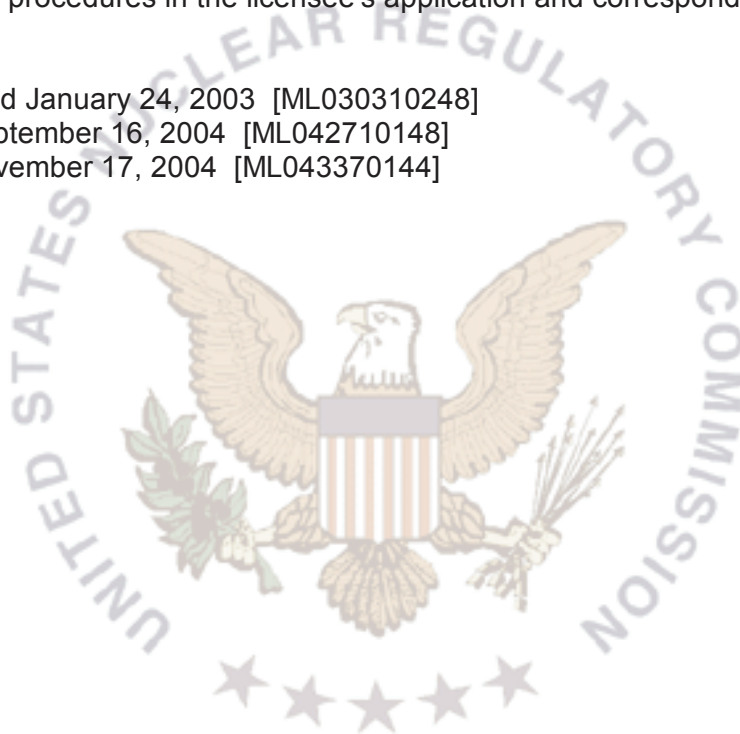 procedures in the licensee's application and correspond
UNITED STATES NUCLEAR REGULATORY COMMISSION
d January 24, 2003 [ML030310248]
ptember 16, 2004 [ML042710148]
vember 17, 2004 [ML043370144]